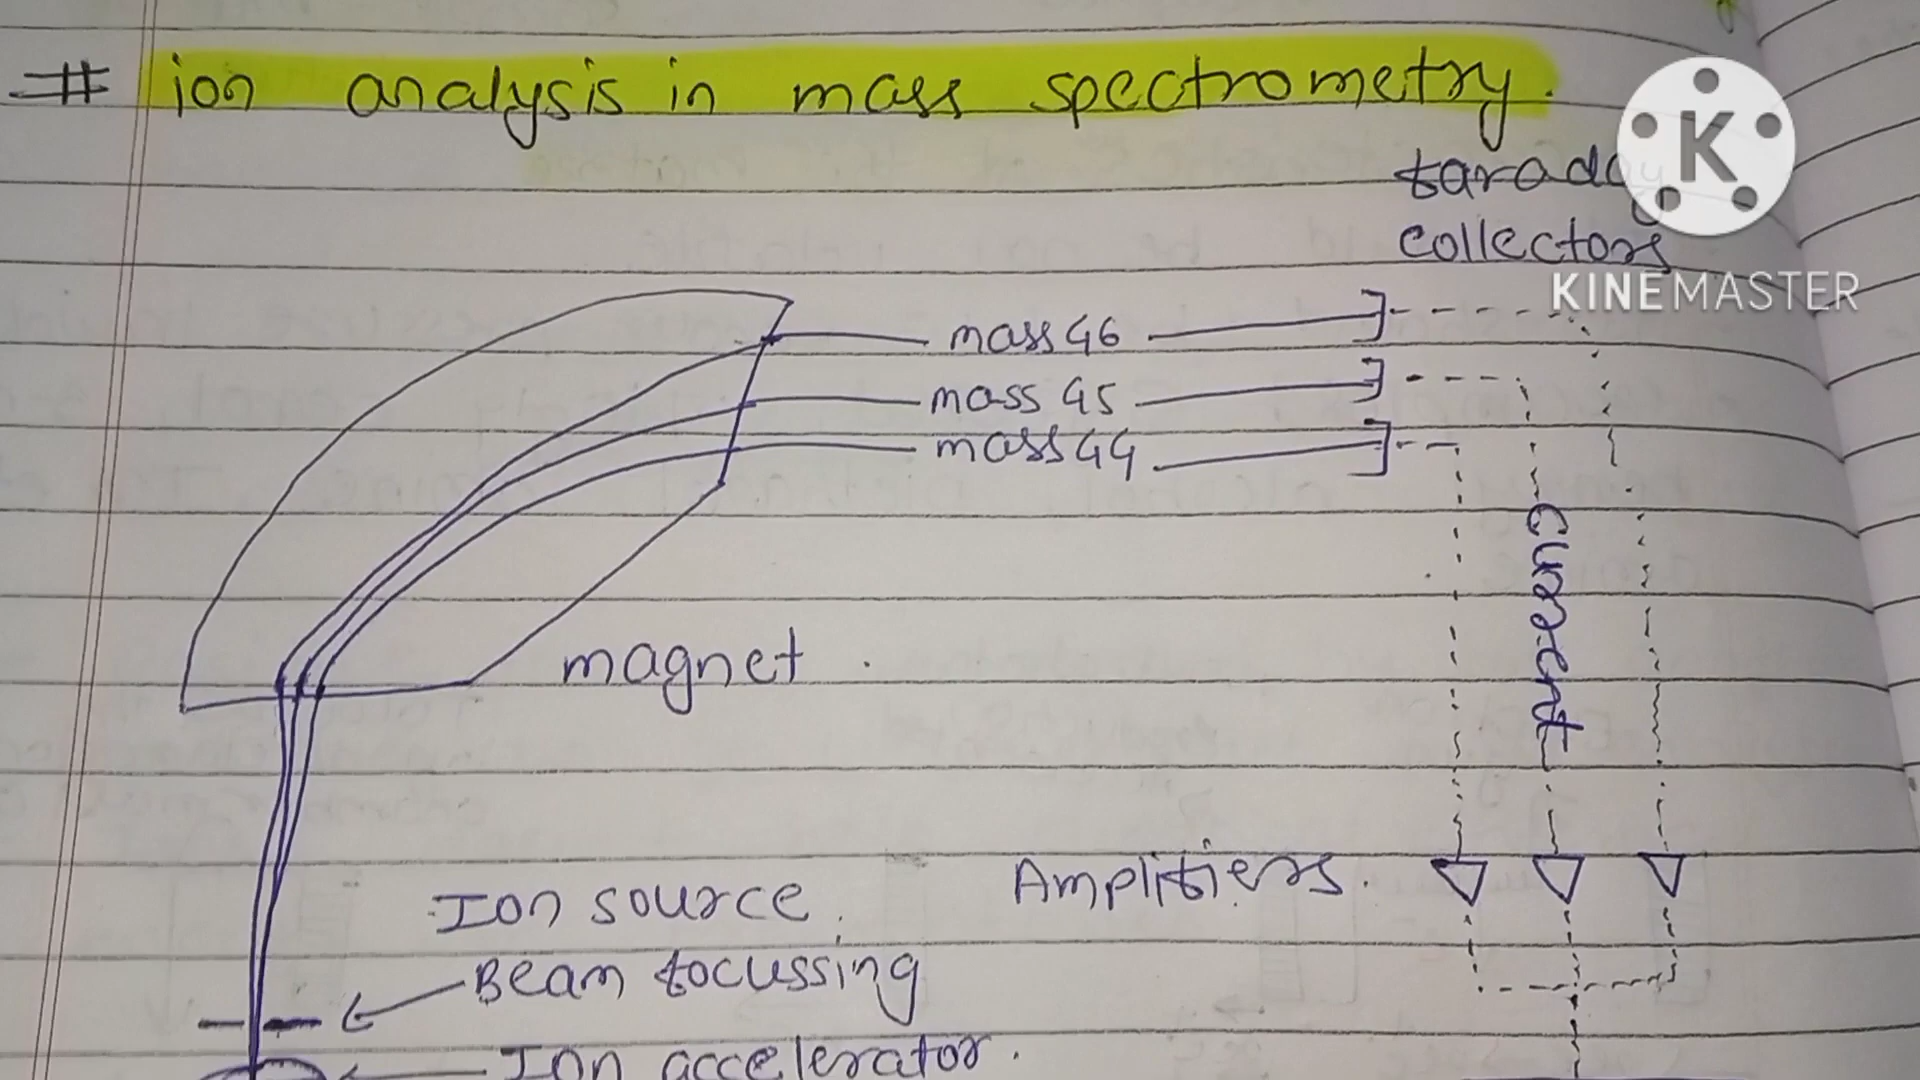 # ion analysis in mass spectrometry.
faraday
collectors
K
KINEMASTER
mass 46
mass 45
mass 44
current
magnet.
Amplifiers.
Ion source.
Beam focussing
Ion accelerator.